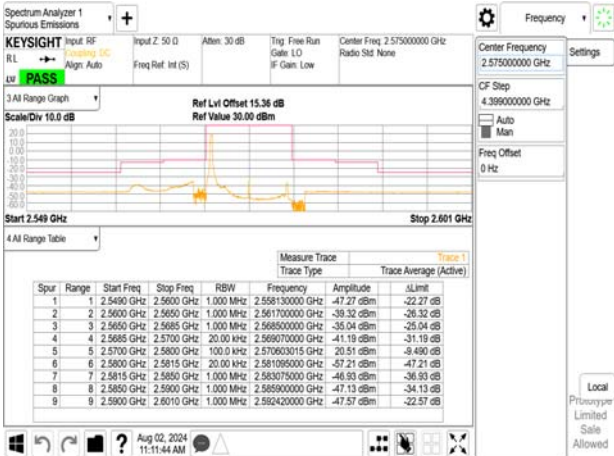 Spectrum Analyzer 1
Spurious Emissions
+
Frequency
KEYSIGHT Input: RF Input Z: 50 Ω Atten: 30 dB Trig: Free Run Center Freq: 2.575000000 GHz
RL Coupling: DC Gate: LO Radio Std: None
Align: Auto Freq Ref: Int (S) IF Gain: Low
LXI PASS
Center Frequency
2.575000000 GHz
Settings
CF Step
4.399000000 GHz
Auto
Man
Freq Offset
0 Hz
3 All Range Graph
Ref Lvl Offset 15.36 dB
Scale/Div 10.0 dB Ref Value 30.00 dBm
20.0
10.0
0.00
-10.0
-20.0
-30.0
-40.0
-50.0
-60.0
Start 2.549 GHz Stop 2.601 GHz
4 All Range Table
Measure Trace Trace 1
Trace Type Trace Average (Active)
Spur Range Start Freq Stop Freq RBW Frequency Amplitude ΔLimit
1 1 2.5490 GHz 2.5600 GHz 1.000 MHz 2.558130000 GHz -47.27 dBm -22.27 dB
2 2 2.5600 GHz 2.5650 GHz 1.000 MHz 2.561700000 GHz -39.32 dBm -26.32 dB
3 3 2.5650 GHz 2.5685 GHz 1.000 MHz 2.568500000 GHz -35.04 dBm -25.04 dB
4 4 2.5685 GHz 2.5700 GHz 20.00 kHz 2.569070000 GHz -41.19 dBm -31.19 dB
5 5 2.5700 GHz 2.5800 GHz 100.0 kHz 2.570603015 GHz 20.51 dBm -9.490 dB
6 6 2.5800 GHz 2.5815 GHz 20.00 kHz 2.581095000 GHz -57.21 dBm -47.21 dB
7 7 2.5815 GHz 2.5850 GHz 1.000 MHz 2.583075000 GHz -46.93 dBm -36.93 dB
8 8 2.5850 GHz 2.5900 GHz 1.000 MHz 2.585900000 GHz -47.13 dBm -34.13 dB
9 9 2.5900 GHz 2.6010 GHz 1.000 MHz 2.592420000 GHz -47.57 dBm -22.57 dB
Local
Prototype
Limited
Sale
Allowed
? Aug 02, 2024
11:11:44 AM